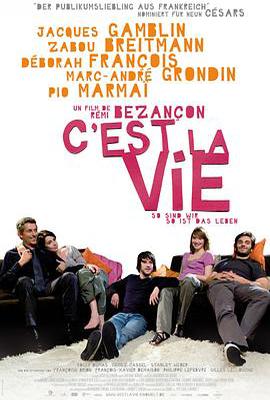 "DER PUBLIKUMSLIEBLING AUS FRANKREICH"
NOMINIERT FÜR NEUN CÉSARS
JACQUES GAMBLIN
ZABOU BREITMANN
DÉBORAH FRANÇOIS
MARC-ANDRÉ GRONDIN
PIO MARMAI
UN FILM DE
RÉMI BEZANÇON
C'EST LA
VIE
SO SIND WIR
SO IST DAS LEBEN